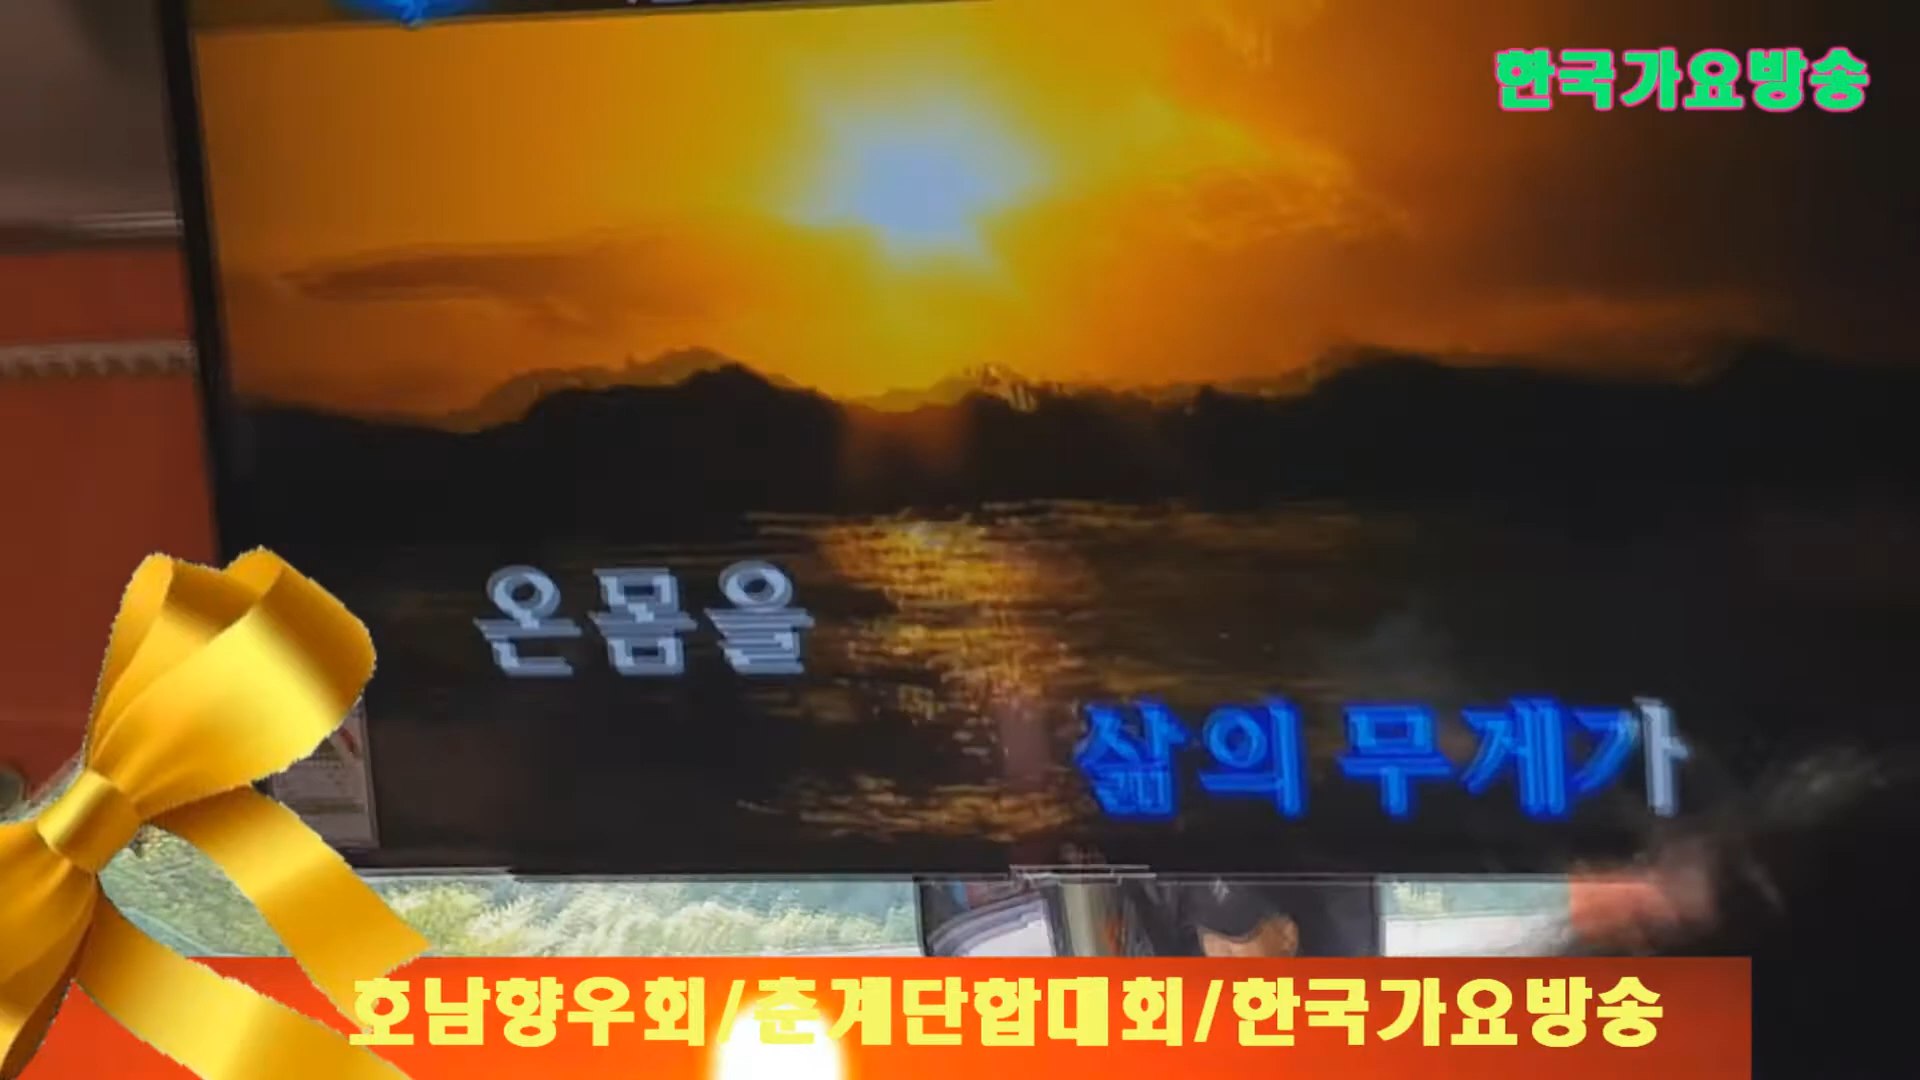 한국가요방송
온몸을
삶의 무게가
호남향우회/춘계단합대회/한국가요방송